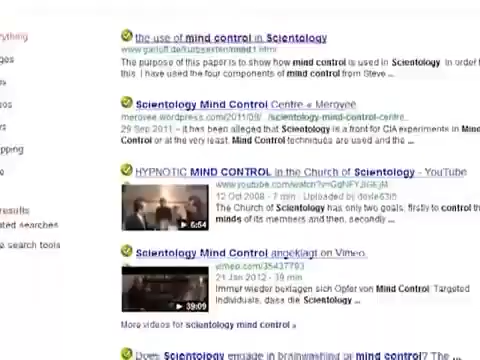 rything
the use of mind control in Scientology
The purpose of this paper is to show how mind control is used in Scientology. In order
this, I have used the four components of mind control from Steve ...
Scientology Mind Control Centre « Merovee
merovee.wordpress.com/2011/09/.../scientology-mind-control-centre...
29 Sep 2011 – It has been alleged that Scientology is a front for CIA experiments in Mind
Control or at the very least, Mind Control techniques are used and the ...
pping
HYPNOTIC MIND CONTROL in the Church of Scientology - YouTube
12 Oct 2008 - 7 min - Uploaded by
The Church of Scientology has only two goals, firstly to control the
minds of its members and then, secondly ...
6:54
results
ated searches
e search tools
Scientology Mind Control angeklagt on Vimeo
vimeo.com/35437793
21 Jan 2012 - 39 min
Immer wieder beklagen sich Opfer von Mind Control: Targeted
Individuals, dass die Scientology ...
39:09
More videos for scientology mind control »
Does Scientology engage in brainwashing or mind control? The ...